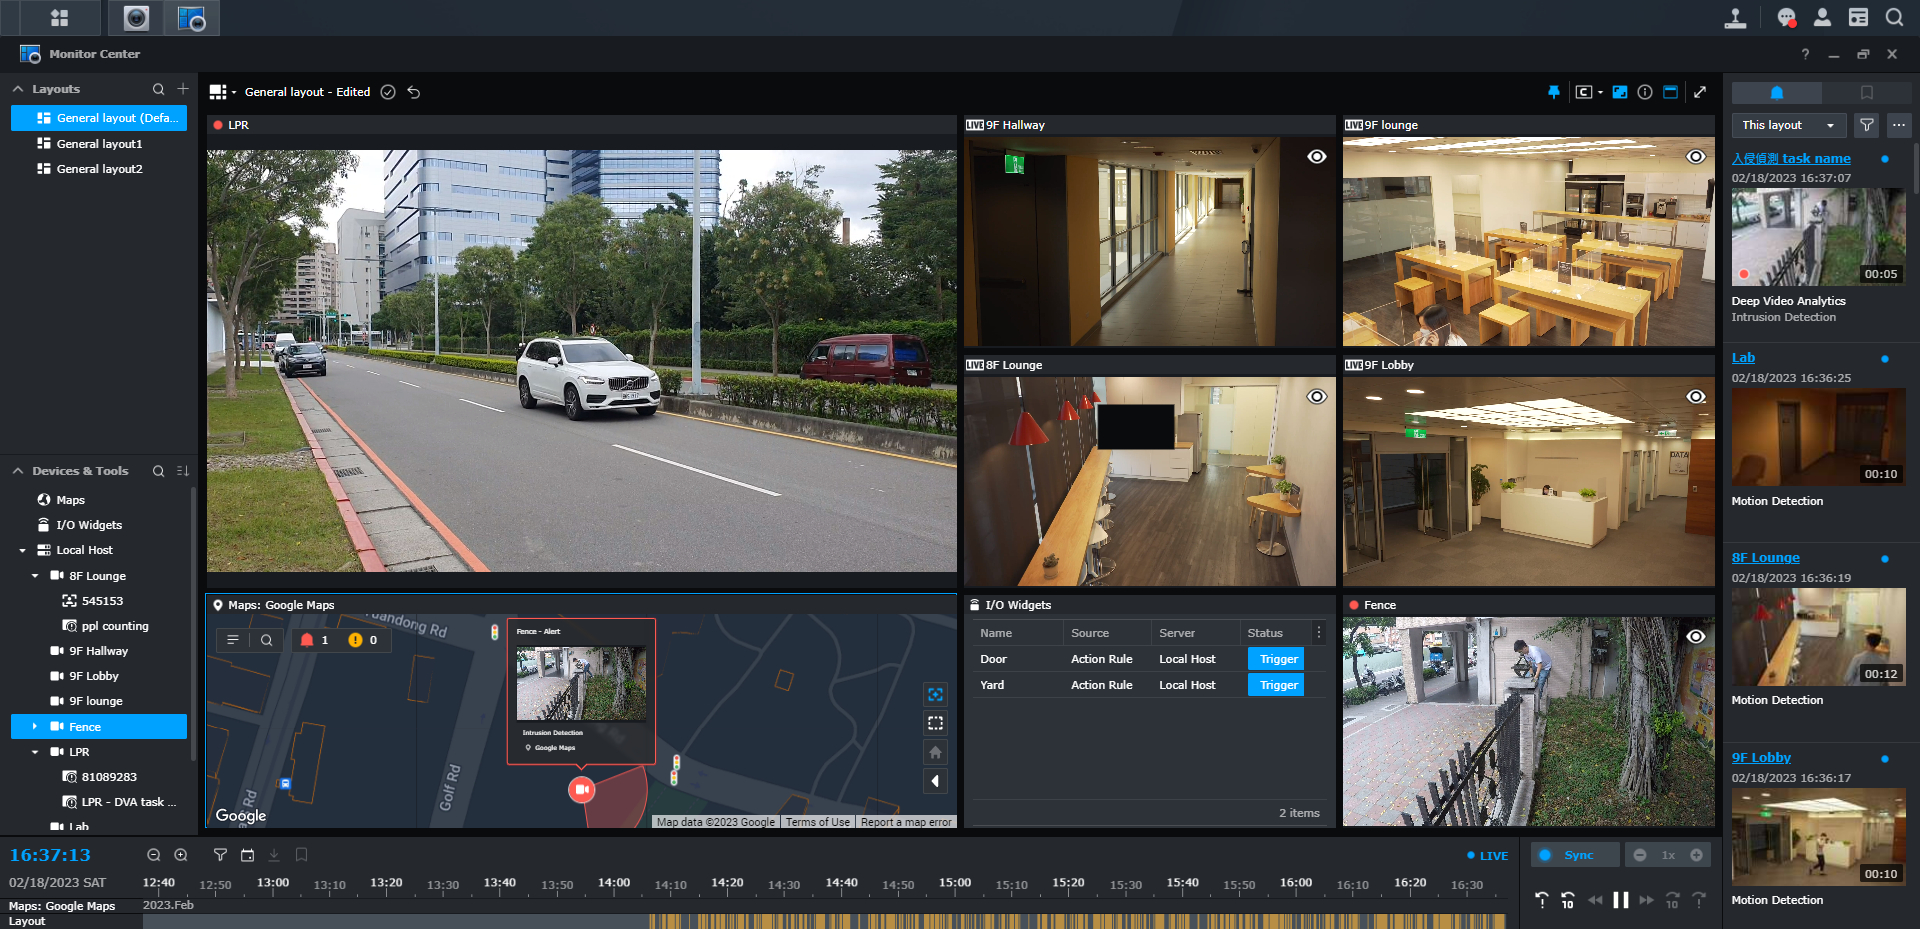 Monitor Center
?
Layouts
General layout (Defa...
General layout1
General layout2
Devices & Tools
Maps
I/O Widgets
Local Host
8F Lounge
545153
ppl counting
9F Hallway
9F Lobby
9F lounge
Fence
LPR
81089283
LPR - DVA task ...
Lab
General layout - Edited
C
LPR
LIVE 9F Hallway
LIVE 9F lounge
LIVE 8F Lounge
LIVE 9F Lobby
DATA
Maps: Google Maps
1
0
Fence - Alert
Intrusion Detection
Google Maps
Golf Rd
Google
Map data ©2023 Google
Terms of Use
Report a map error
I/O Widgets
Name Source Server Status
Door Action Rule Local Host Trigger
Yard Action Rule Local Host Trigger
2 items
Fence
This layout
入侵偵測 task name
02/18/2023 16:37:07
00:05
Deep Video Analytics
Intrusion Detection
Lab
02/18/2023 16:36:25
00:10
Motion Detection
8F Lounge
02/18/2023 16:36:19
00:12
Motion Detection
9F Lobby
02/18/2023 16:36:17
00:10
Motion Detection
16:37:13
LIVE
Sync
1x
02/18/2023 SAT
12:40 12:50 13:00 13:10 13:20 13:30 13:40 13:50 14:00 14:10 14:20 14:30 14:40 14:50 15:00 15:10 15:20 15:30 15:40 15:50 16:00 16:10 16:20 16:30
10
10
Maps: Google Maps
2023.Feb
Layout